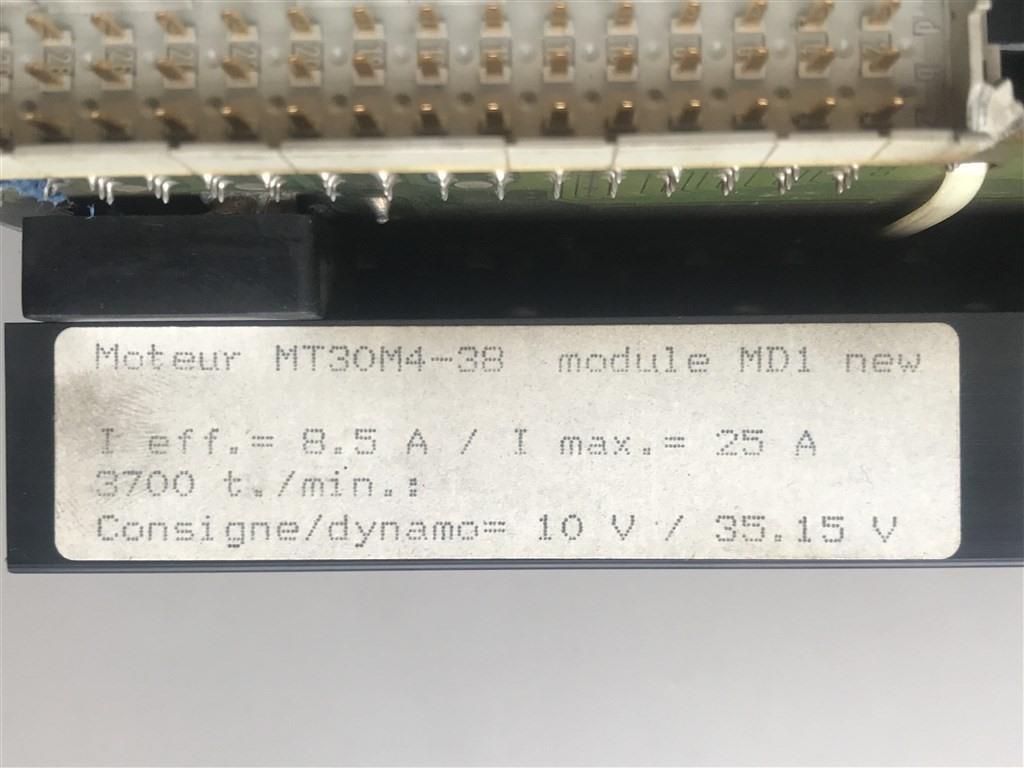 Moteur MT30M4-38 module MD1 new
I eff.= 8.5 A / I max.= 25 A
3700 t./min.:
Consigne/dynamo= 10 V / 35.15 V